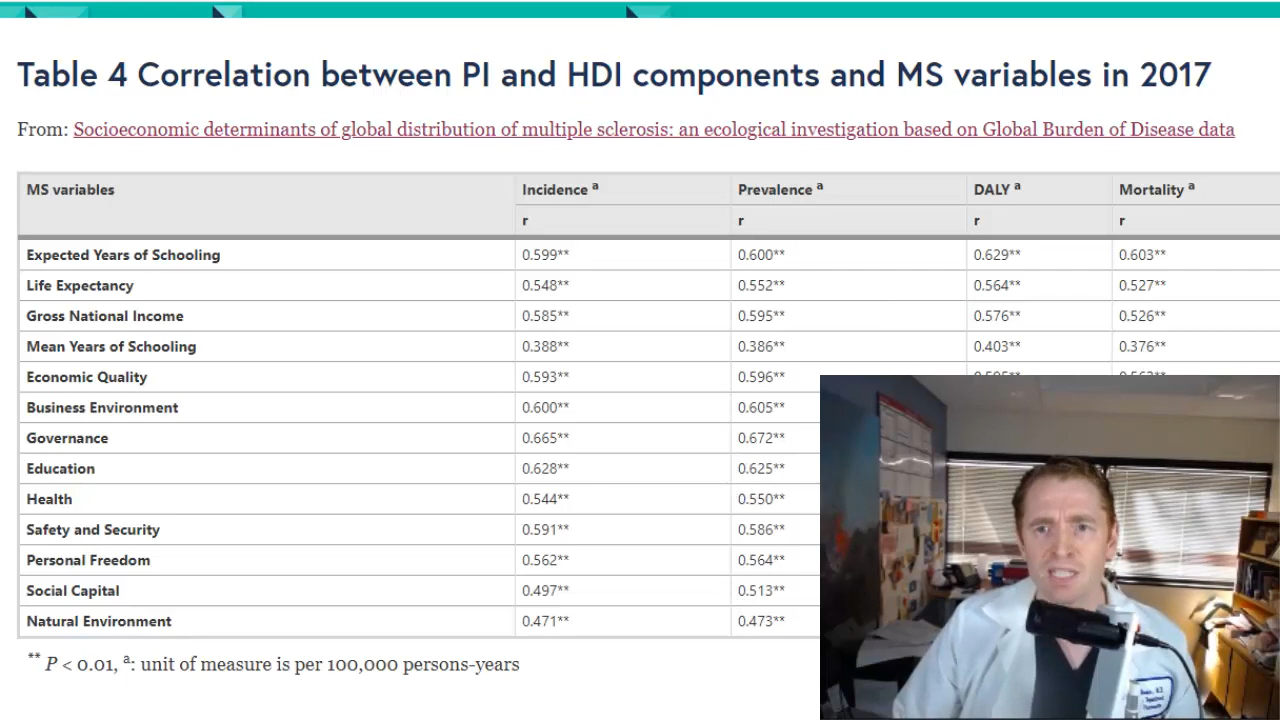 Table 4 Correlation between PI and HDI components and MS variables in 2017
From: Socioeconomic determinants of global distribution of multiple sclerosis: an ecological investigation based on Global Burden of Disease data
MS variables Incidence a Prevalence a DALY a Mortality a
r r r r
Expected Years of Schooling 0.599** 0.600** 0.629** 0.603**
Life Expectancy 0.548** 0.552** 0.564** 0.527**
Gross National Income 0.585** 0.595** 0.576** 0.526**
Mean Years of Schooling 0.388** 0.386** 0.403** 0.376**
Economic Quality 0.593** 0.596**
Business Environment 0.600** 0.605**
Governance 0.665** 0.672**
Education 0.628** 0.625**
Health 0.544** 0.550**
Safety and Security 0.591** 0.586**
Personal Freedom 0.562** 0.564**
Social Capital 0.497** 0.513**
Natural Environment 0.471** 0.473**
** P < 0.01, a: unit of measure is per 100,000 persons-years